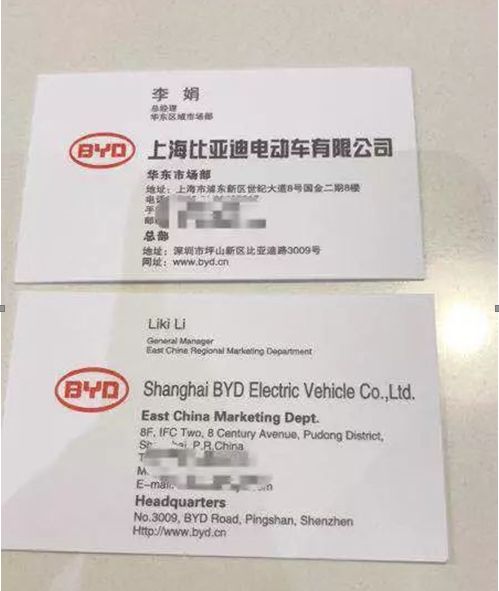 李 娟
总经理
华东区域市场部
BYD
上海比亚迪电动车有限公司
华东市场部
地址：上海市浦东新区世纪大道8号国金二期8楼
电话
手
邮
总部
地址：深圳市坪山新区比亚迪路3009号
网址：www.byd.cn
Liki Li
General Manager
East China Regional Marketing Department
BYD
Shanghai BYD Electric Vehicle Co.,Ltd.
East China Marketing Dept.
8F, IFC Two, 8 Century Avenue, Pudong District,
P.R.China
T
M
E-mail:
Headquarters
No.3009, BYD Road, Pingshan, Shenzhen
Http://www.byd.cn